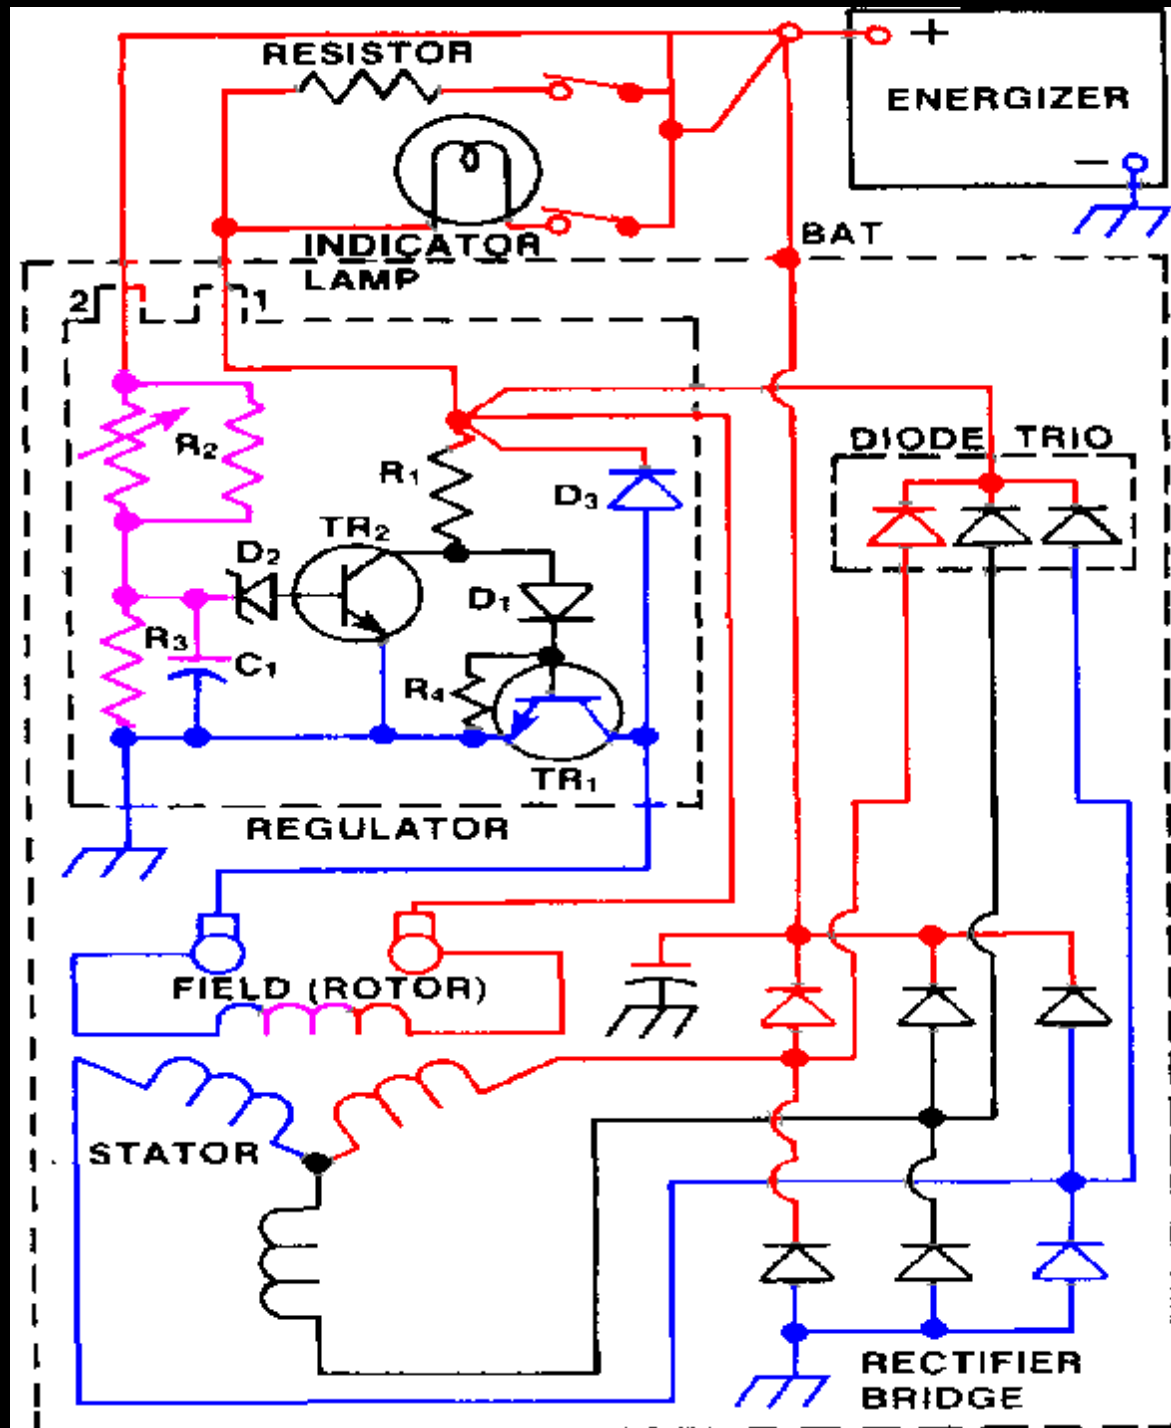 RESISTOR
+
ENERGIZER
−
INDICATOR
LAMP
BAT
2
1
R2
R1
D3
DIODE TRIO
TR2
D2
D1
R3
C1
R4
TR1
REGULATOR
FIELD (ROTOR)
STATOR
RECTIFIER
BRIDGE